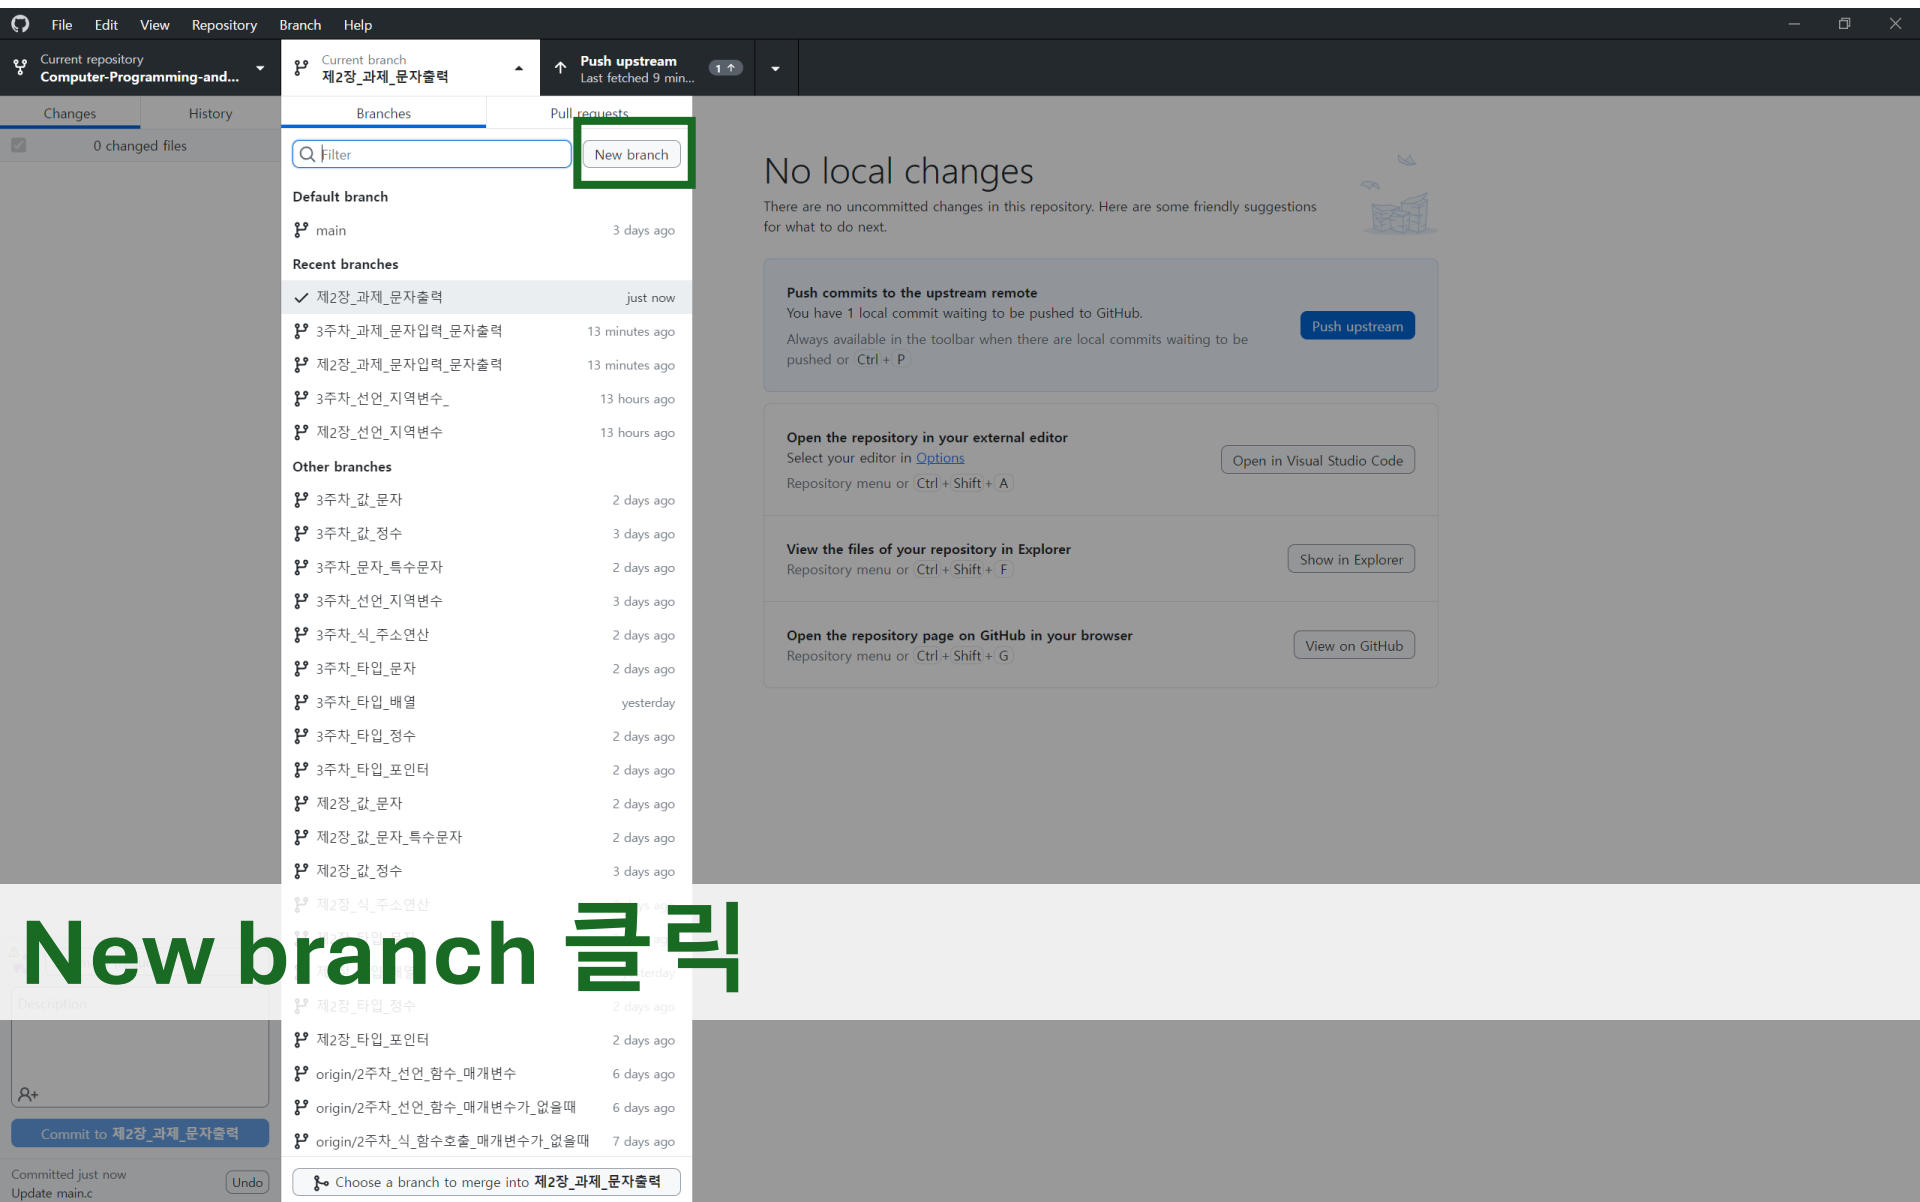 File Edit View Repository Branch Help
Current repository
Computer-Programming-and...
Current branch
제2장_과제_문자출력
Push upstream
Last fetched 9 min...
1
Changes History
0 changed files
Branches Pull requests
Filter
New branch
Default branch
main 3 days ago
Recent branches
제2장_과제_문자출력 just now
3주차_과제_문자입력_문자출력 13 minutes ago
제2장_과제_문자입력_문자출력 13 minutes ago
3주차_선언_지역변수_ 13 hours ago
제2장_선언_지역변수 13 hours ago
Other branches
3주차_값_문자 2 days ago
3주차_값_정수 3 days ago
3주차_문자_특수문자 2 days ago
3주차_선언_지역변수 3 days ago
3주차_식_주소연산 2 days ago
3주차_타입_문자 2 days ago
3주차_타입_배열 yesterday
3주차_타입_정수 2 days ago
3주차_타입_포인터 2 days ago
제2장_값_문자 2 days ago
제2장_값_문자_특수문자 2 days ago
제2장_값_정수 3 days ago
제2장_식_주소연산
제2장_타입_정수 2 days ago
제2장_타입_포인터 2 days ago
origin/2주차_선언_함수_매개변수 6 days ago
origin/2주차_선언_함수_매개변수가_없을때 6 days ago
origin/2주차_식_함수호출_매개변수가_없을때 7 days ago
Choose a branch to merge into 제2장_과제_문자출력
No local changes
There are no uncommitted changes in this repository. Here are some friendly suggestions
for what to do next.
Push commits to the upstream remote
You have 1 local commit waiting to be pushed to GitHub.
Always available in the toolbar when there are local commits waiting to be
pushed or Ctrl + P
Push upstream
Open the repository in your external editor
Select your editor in Options
Repository menu or Ctrl + Shift + A
Open in Visual Studio Code
View the files of your repository in Explorer
Repository menu or Ctrl + Shift + F
Show in Explorer
Open the repository page on GitHub in your browser
Repository menu or Ctrl + Shift + G
View on GitHub
New branch 클릭
Description
Commit to 제2장_과제_문자출력
Committed just now
Update main.c
Undo